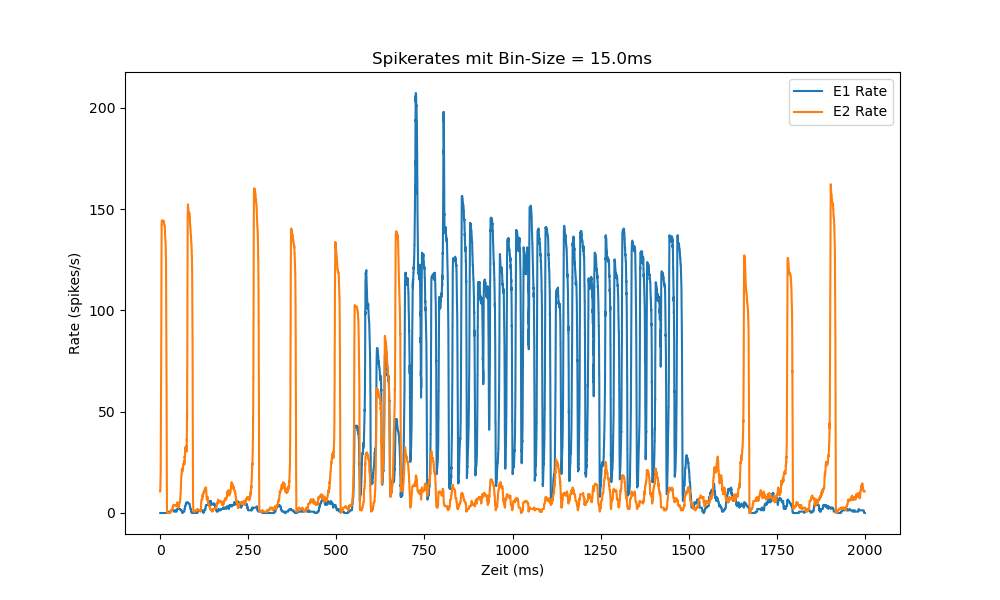 Spikerates mit Bin-Size = 15.0ms
E1 Rate
E2 Rate
200
150
100
50
0
Rate (spikes/s)
0 250 500 750 1000 1250 1500 1750 2000
Zeit (ms)